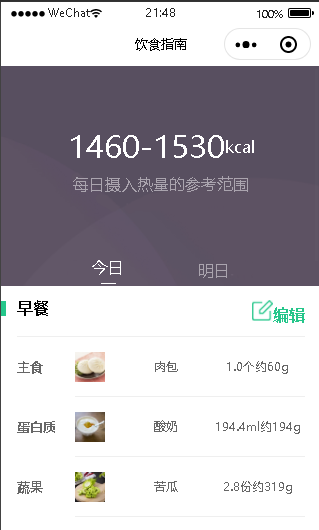 WeChat 21:48 100%
饮食指南
1460-1530kcal
每日摄入热量的参考范围
今日 明日
早餐 编辑
主食 肉包 1.0个约60g
蛋白质 酸奶 194.4ml约194g
蔬果 苦瓜 2.8份约319g